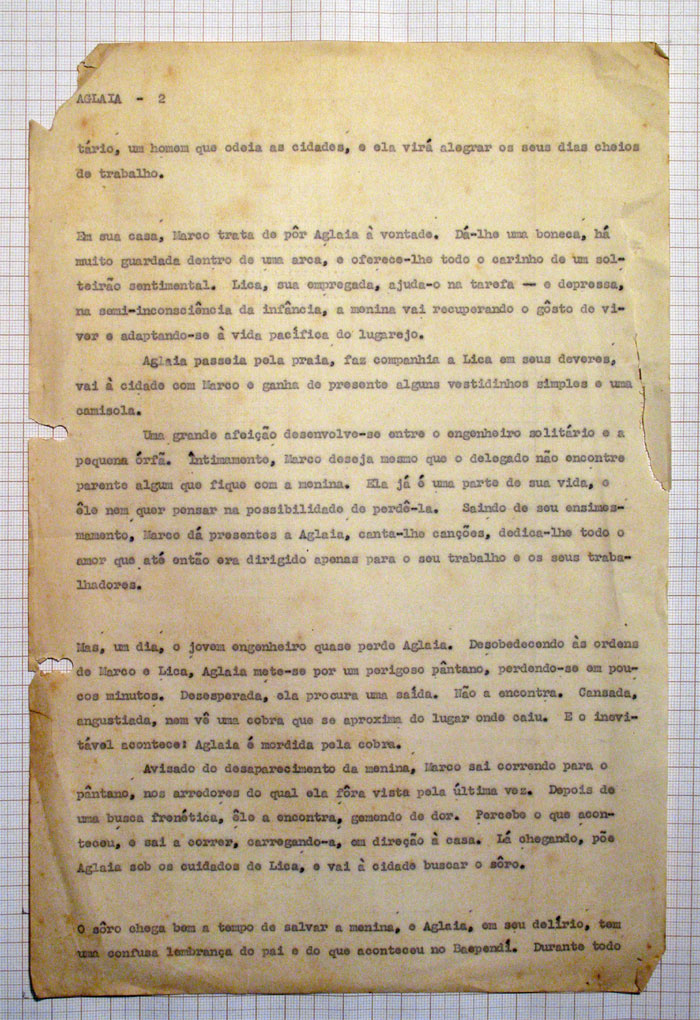 AGLAIA - 2
tário, um homem que odeia as cidades, e ela virá alegrar os seus dias cheios
de trabalho.
Em sua casa, Marco trata de pôr Aglaia à vontade. Dá-lhe uma boneca, há
muito guardada dentro de uma arca, e oferece-lhe todo o carinho de um sol-
teirão sentimental. Lica, sua empregada, ajuda-o na tarefa — e depressa,
na semi-inconsciência da infância, a menina vai recuperando o gôsto de vi-
ver e adaptando-se à vida pacífica do lugarejo.
Aglaia passeia pela praia, faz companhia a Lica em seus deveres,
vai à cidade com Marco e ganha de presente alguns vestidinhos simples e uma
camisola.
Uma grande afeição desenvolve-se entre o engenheiro solitário e a
pequena órfã. Íntimamente, Marco deseja mesmo que o delegado não encontre
parente algum que fique com a menina. Ela já é uma parte de sua vida, e
êle nem quer pensar na possibilidade de perdê-la. Saindo de seu ensimes-
mamento, Marco dá presentes a Aglaia, canta-lhe canções, dedica-lhe todo o
amor que até então era dirigido apenas para o seu trabalho e os seus traba-
lhadores.
Mas, um dia, o jovem engenheiro quase perde Aglaia. Desobedecendo às ordens
de Marco e Lica, Aglaia mete-se por um perigoso pântano, perdendo-se em pou-
cos minutos. Desesperada, ela procura uma saída. Não a encontra. Cansada,
angustiada, nem vê uma cobra que se aproxima do lugar onde caiu. E o inevi-
tável acontece: Aglaia é mordida pela cobra.
Avisado do desaparecimento da menina, Marco sai correndo para o
pântano, nos arredores do qual ela fôra vista pela última vez. Depois de
uma busca frenética, êle a encontra, gemendo de dor. Percebe o que acon-
teceu, e sai a correr, carregando-a, em direção à casa. Lá chegando, põe
Aglaia sob os cuidados de Lica, e vai à cidade buscar o sôro.
O sôro chega bem a tempo de salvar a menina, e Aglaia, em seu delírio, tem
uma confusa lembrança do pai e do que aconteceu no Baependí. Durante todo